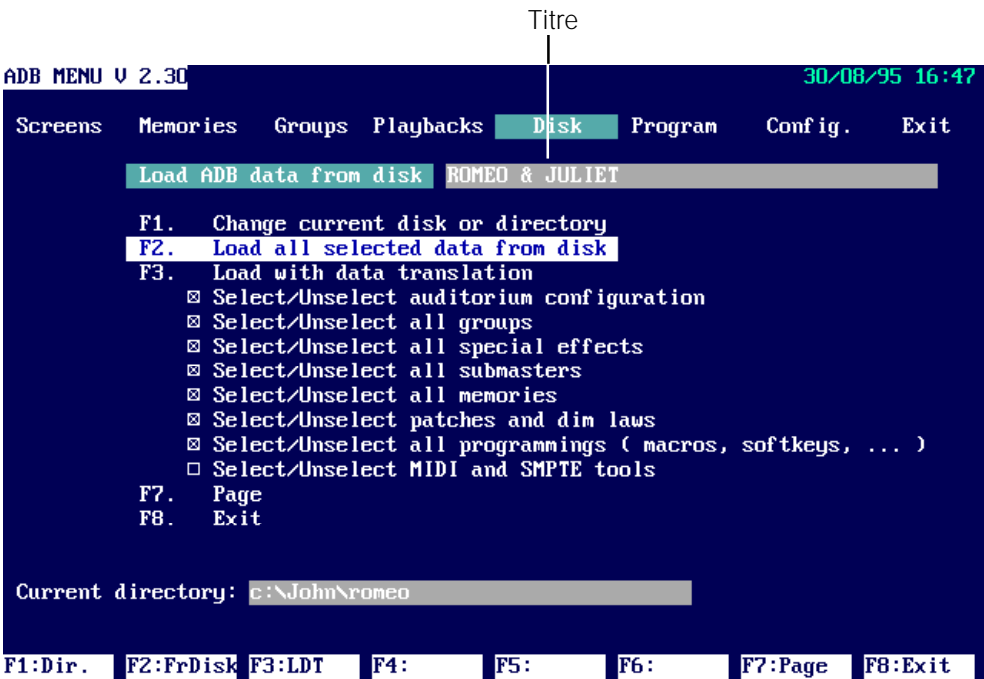 Titre
ADB MENU V 2.30 30/08/95 16:47
Screens Memories Groups Playbacks Disk Program Config. Exit
Load ADB data from disk ROMEO & JULIET
F1. Change current disk or directory
F2. Load all selected data from disk
F3. Load with data translation
☒ Select/Unselect auditorium configuration
☒ Select/Unselect all groups
☒ Select/Unselect all special effects
☒ Select/Unselect all submasters
☒ Select/Unselect all memories
☒ Select/Unselect patches and dim laws
☒ Select/Unselect all programmings ( macros, softkeys, ... )
☐ Select/Unselect MIDI and SMPTE tools
F7. Page
F8. Exit
Current directory: c:\John\romeo
F1:Dir. F2:FrDisk F3:LDT F4: F5: F6: F7:Page F8:Exit